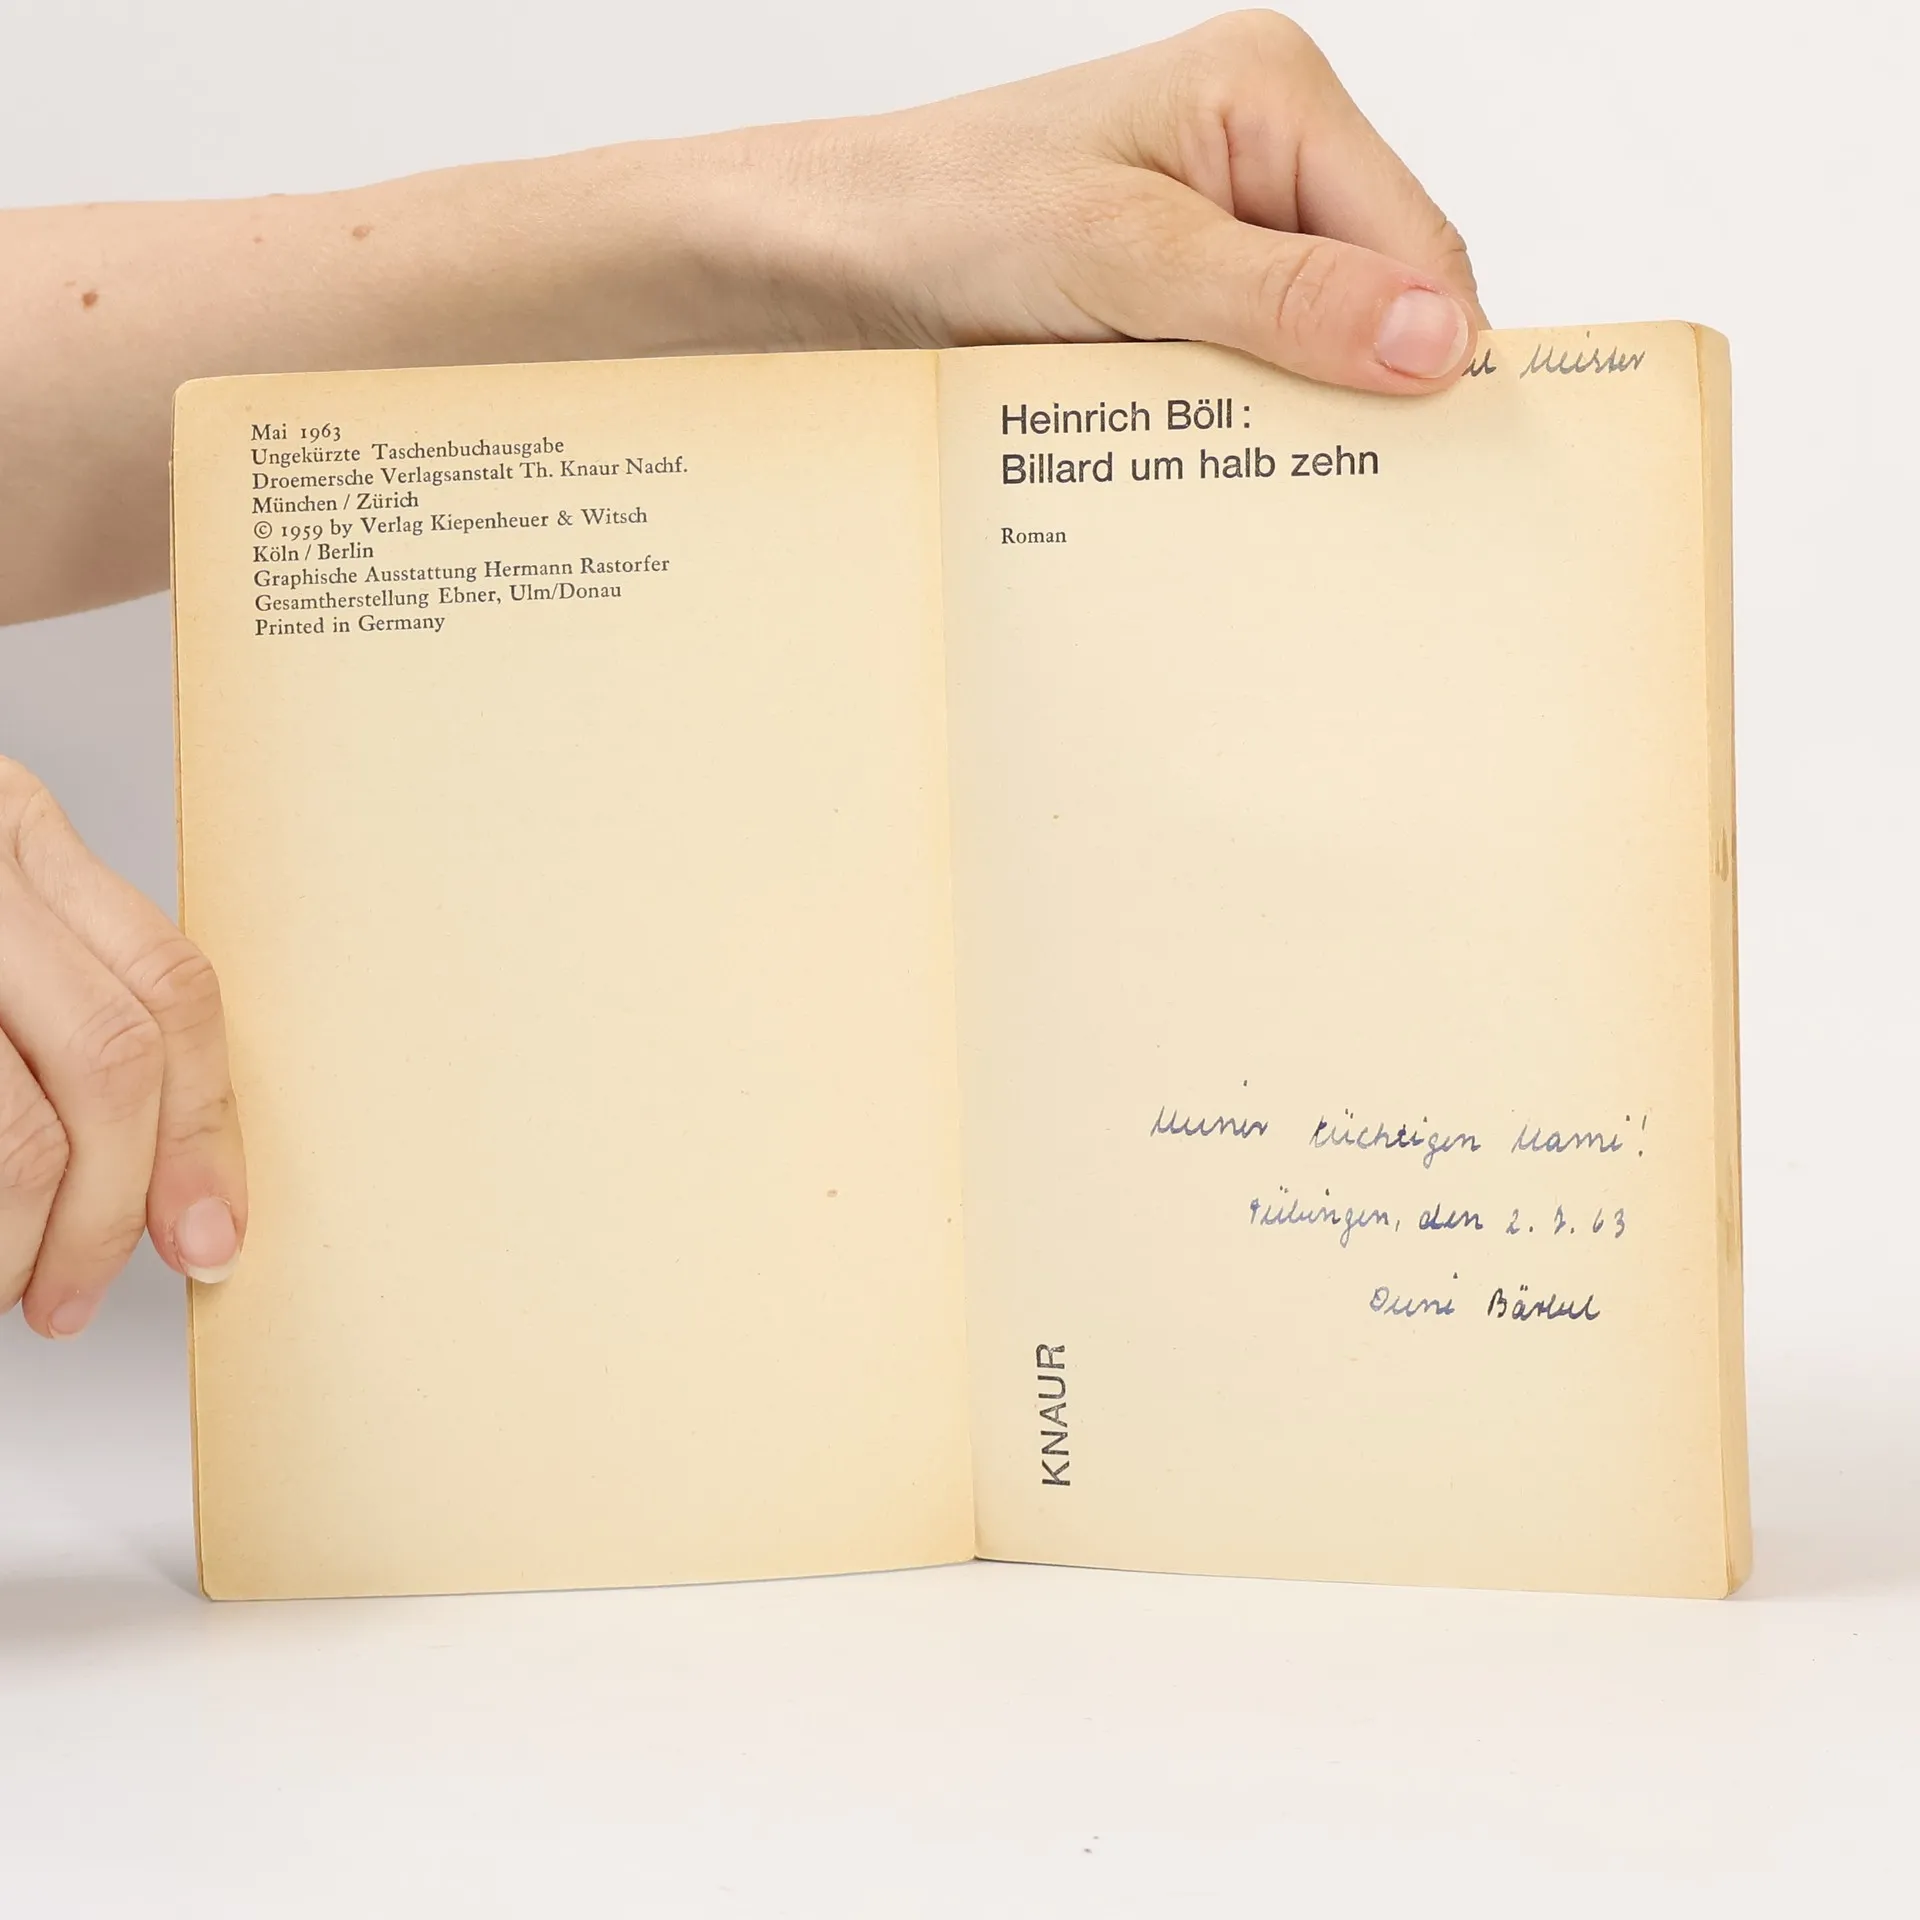 Mai 1963
Ungekürzte Taschenbuchausgabe
Droemersche Verlagsanstalt Th. Knaur Nachf.
München / Zürich
© 1959 by Verlag Kiepenheuer & Witsch
Köln / Berlin
Graphische Ausstattung Hermann Rastorfer
Gesamtherstellung Ebner, Ulm/Donau
Printed in Germany
Meister
Heinrich Böll:
Billard um halb zehn
Roman
Meiner tüchtigen Mami!
Tübingen, den 2. 7. 63
Deine Bärbel
KNAUR